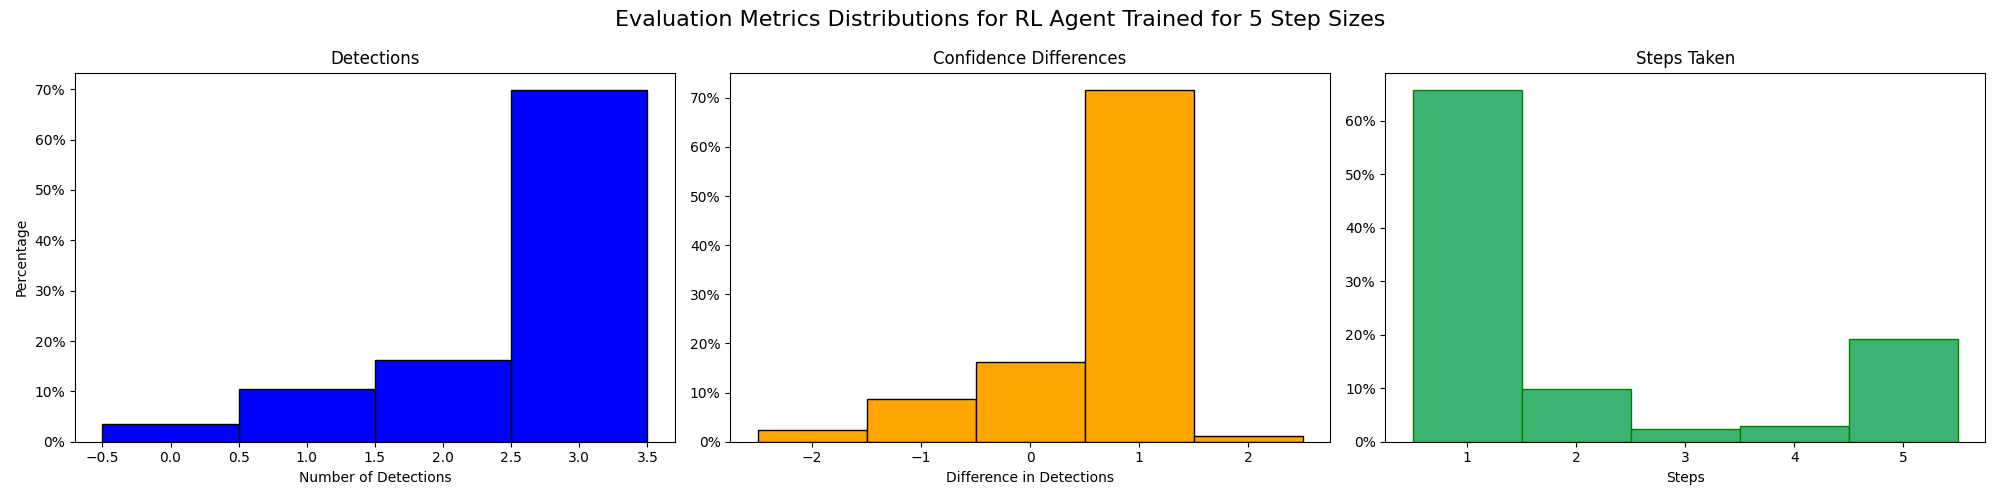 Evaluation Metrics Distributions for RL Agent Trained for 5 Step Sizes
Detections
70%
60%
50%
40%
30%
20%
10%
0%
Percentage
−0.5 0.0 0.5 1.0 1.5 2.0 2.5 3.0 3.5
Number of Detections
Confidence Differences
70%
60%
50%
40%
30%
20%
10%
0%
−2 −1 0 1 2
Difference in Detections
Steps Taken
60%
50%
40%
30%
20%
10%
0%
1 2 3 4 5
Steps